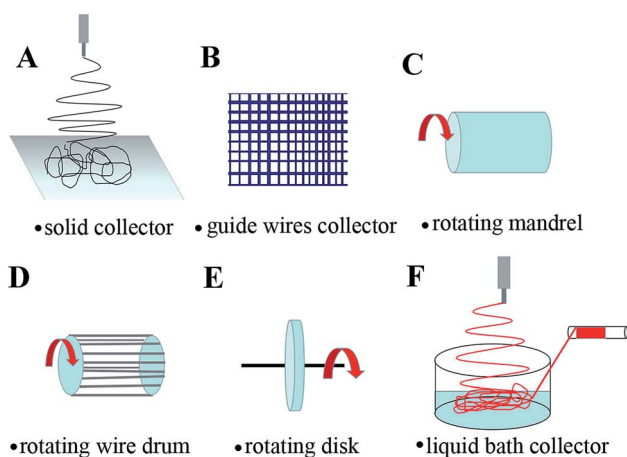 A
B
C
• solid collector
• guide wires collector
• rotating mandrel
D
E
F
• rotating wire drum
• rotating disk
• liquid bath collector